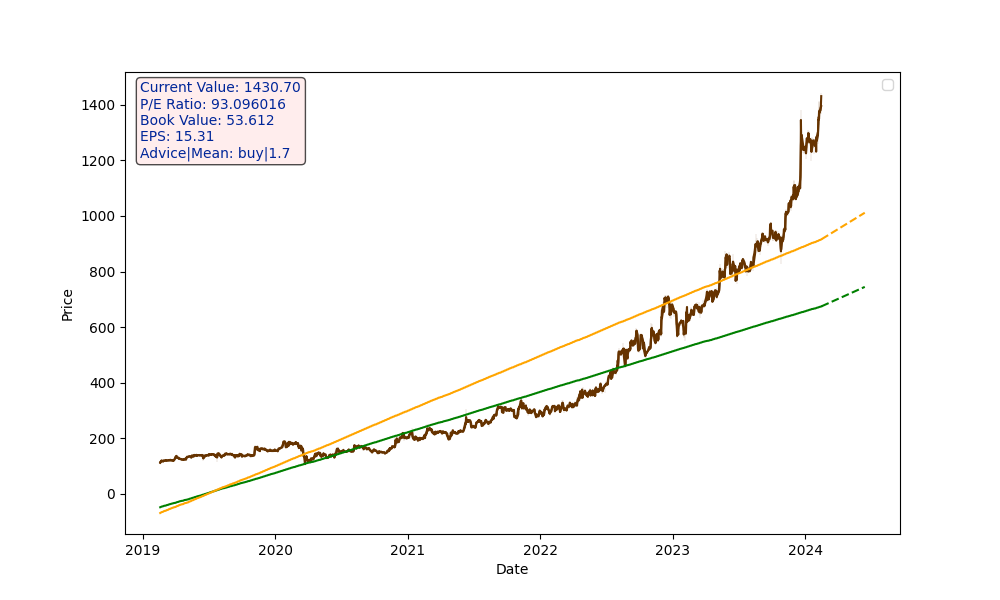 Current Value: 1430.70
P/E Ratio: 93.096016
Book Value: 53.612
EPS: 15.31
Advice|Mean: buy|1.7
Price
1400
1200
1000
800
600
400
200
0
2019 2020 2021 2022 2023 2024
Date